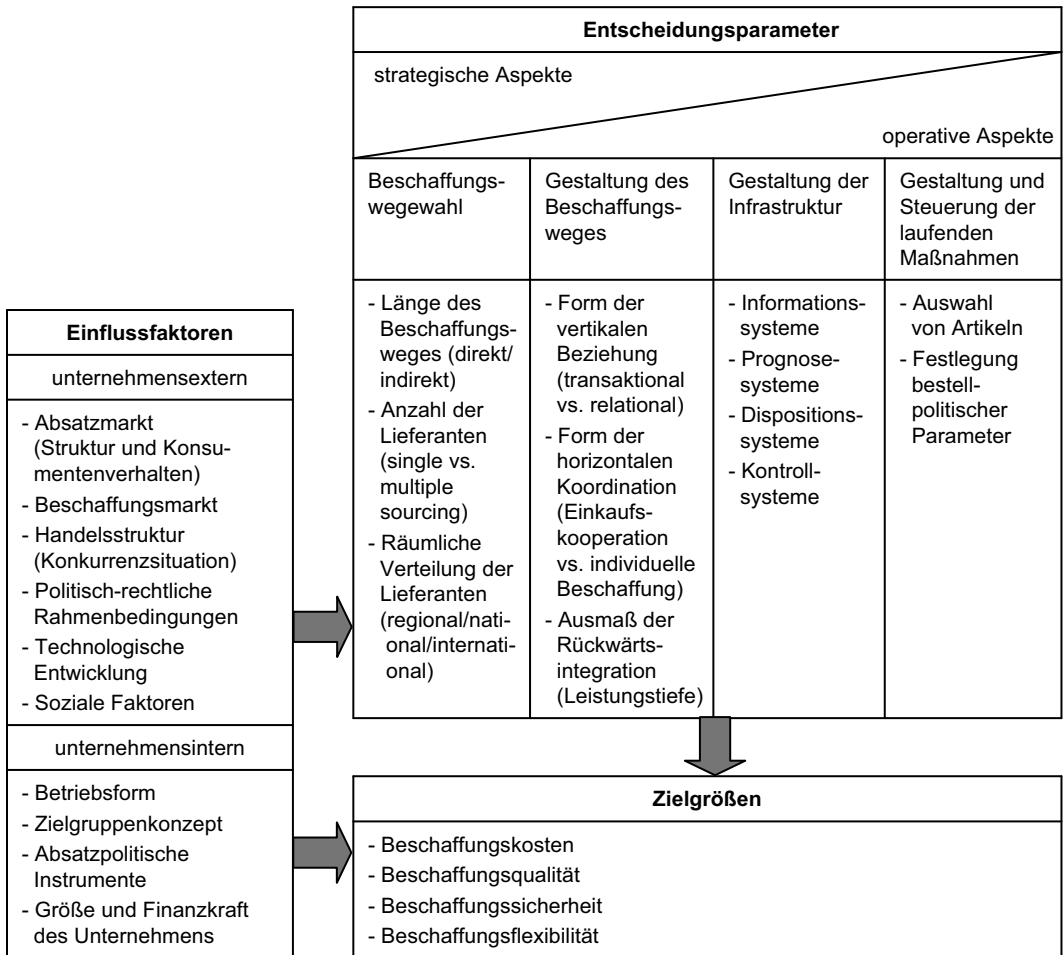 Entscheidungsparameter
strategische Aspekte
operative Aspekte
Beschaffungs-
wegewahl
Gestaltung des
Beschaffungs-
weges
Gestaltung der
Infrastruktur
Gestaltung und
Steuerung der
laufenden
Maßnahmen
- Länge des
Beschaffungs-
weges (direkt/
indirekt)
- Anzahl der
Lieferanten
(single vs.
multiple
sourcing)
- Räumliche
Verteilung der
Lieferanten
(regional/nati-
onal/internati-
onal)
- Form der
vertikalen
Beziehung
(transaktional
vs. relational)
- Form der
horizontalen
Koordination
(Einkaufs-
kooperation
vs. individuelle
Beschaffung)
- Ausmaß der
Rückwärts-
integration
(Leistungstiefe)
- Informations-
systeme
- Prognose-
systeme
- Dispositions-
systeme
- Kontroll-
systeme
- Auswahl
von Artikeln
- Festlegung
bestell-
politischer
Parameter
Einflussfaktoren
unternehmensextern
- Absatzmarkt
(Struktur und Konsu-
mentenverhalten)
- Beschaffungsmarkt
- Handelsstruktur
(Konkurrenzsituation)
- Politisch-rechtliche
Rahmenbedingungen
- Technologische
Entwicklung
- Soziale Faktoren
unternehmensintern
- Betriebsform
- Zielgruppenkonzept
- Absatzpolitische
Instrumente
- Größe und Finanzkraft
des Unternehmens
Zielgrößen
- Beschaffungskosten
- Beschaffungsqualität
- Beschaffungssicherheit
- Beschaffungsflexibilität